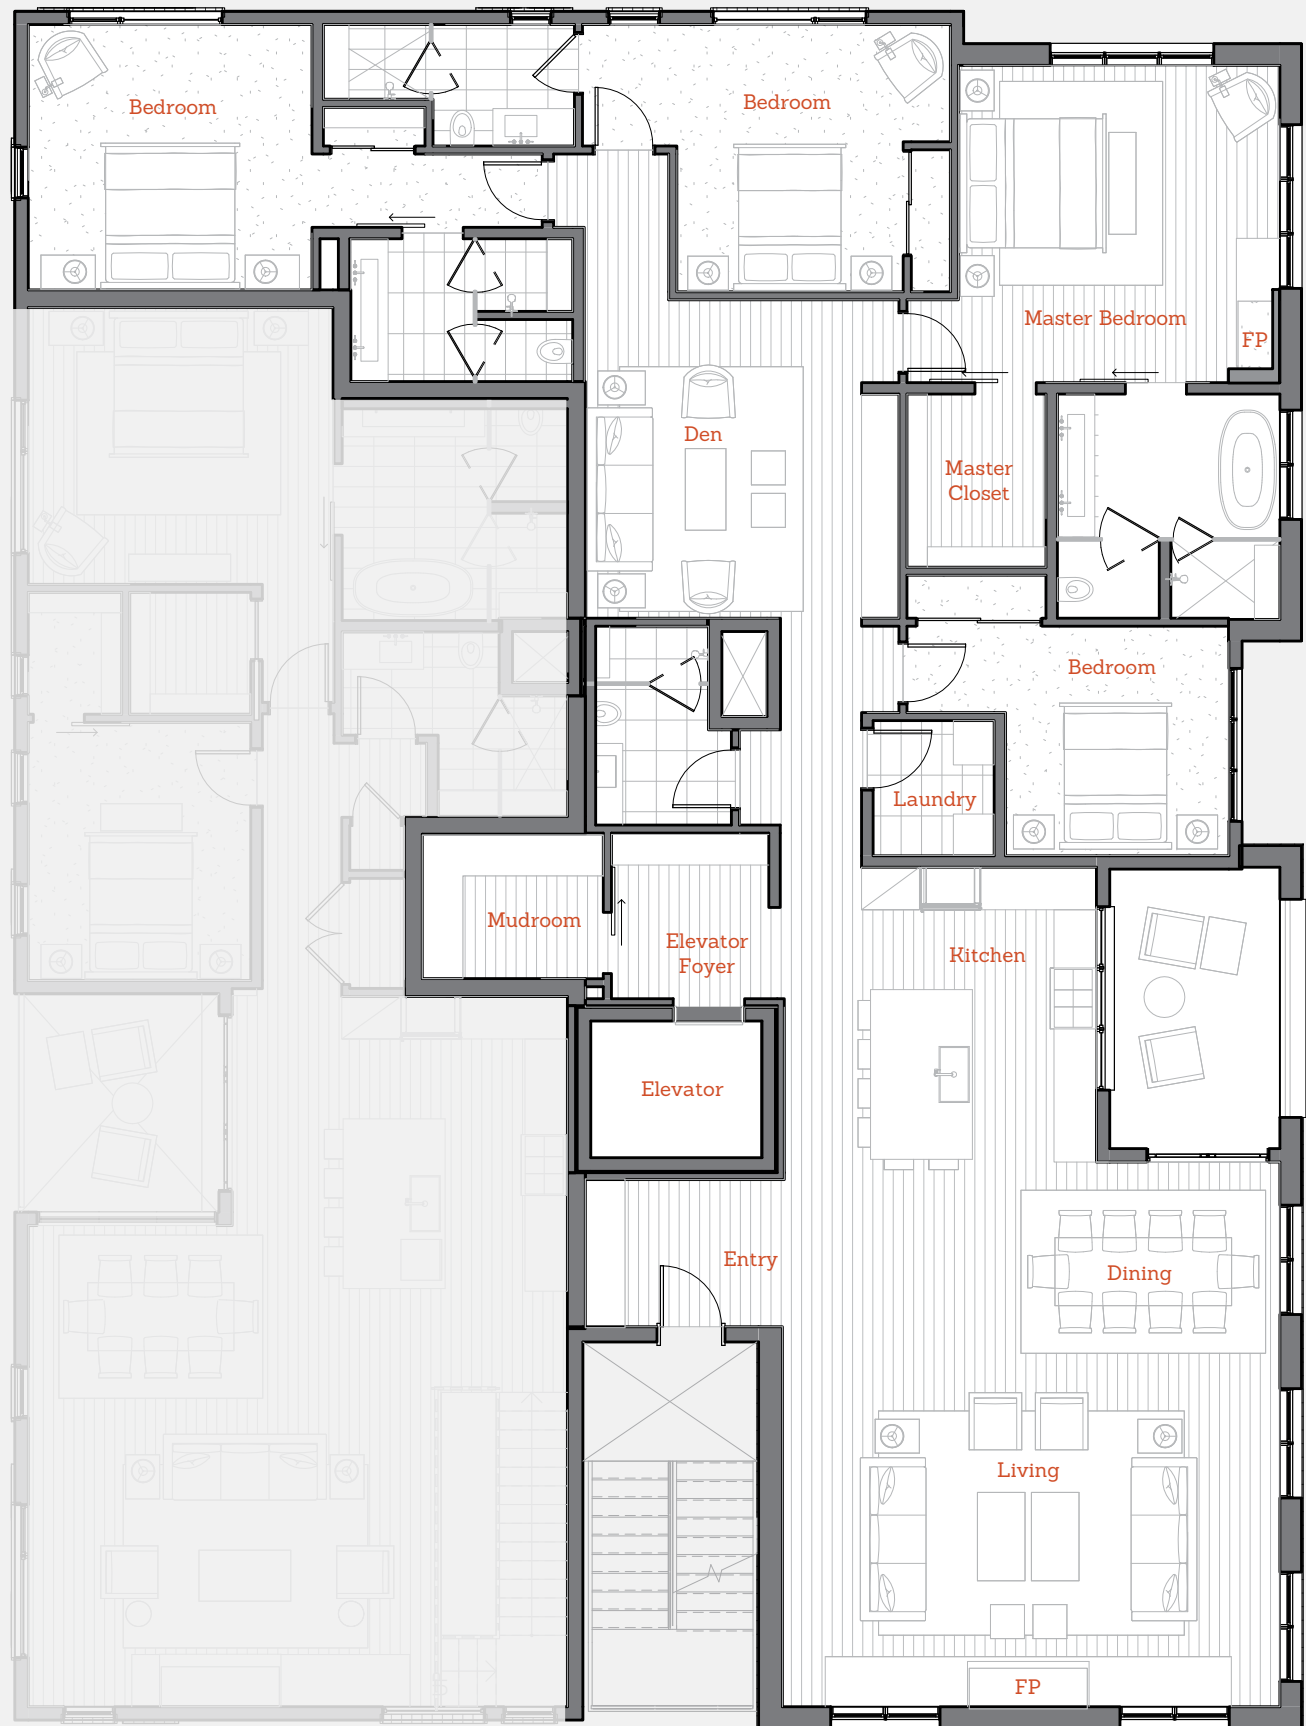 Bedroom
Bedroom
Master Bedroom
FP
Den
Master
Closet
Bedroom
Laundry
Mudroom
Elevator
Foyer
Kitchen
Elevator
Entry
Dining
Living
FP